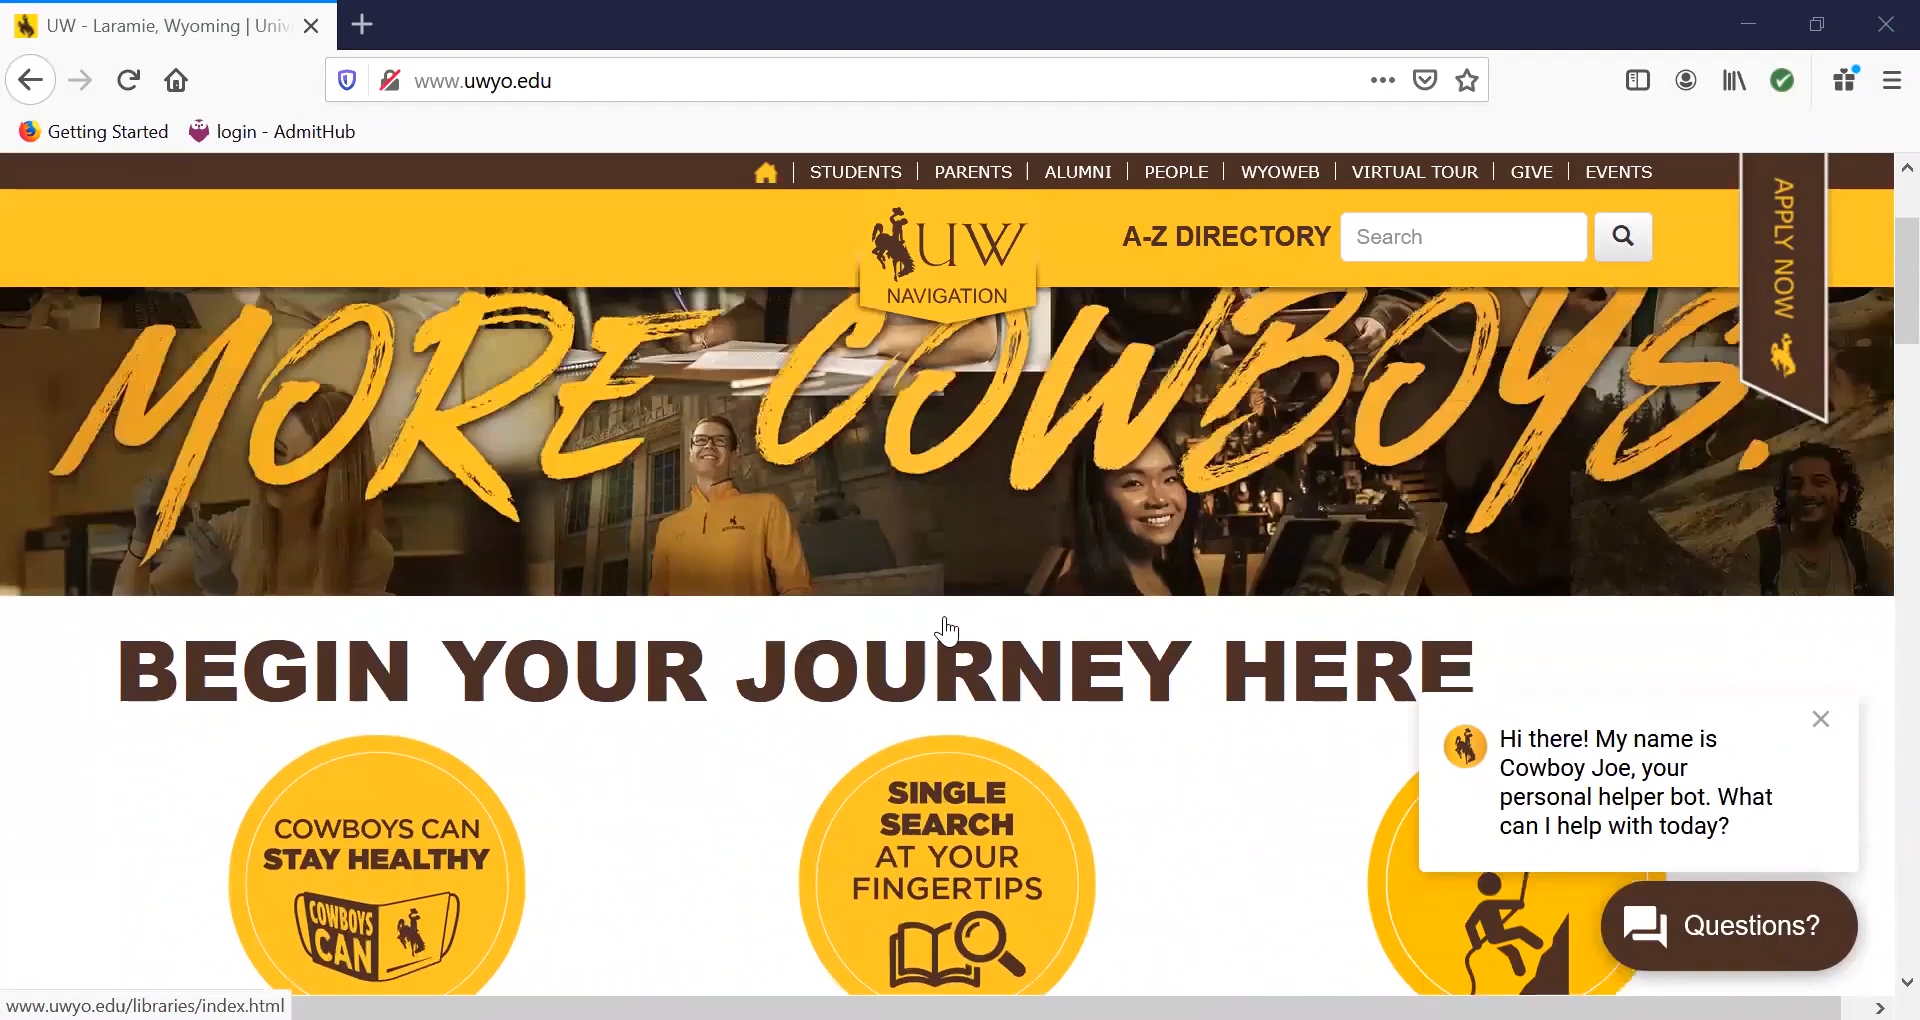 UW - Laramie, Wyoming | Univ
www.uwyo.edu
Getting Started
login - AdmitHub
STUDENTS
PARENTS
ALUMNI
PEOPLE
WYOWEB
VIRTUAL TOUR
GIVE
EVENTS
APPLY NOW
UW
NAVIGATION
A-Z DIRECTORY
Search
MORE COWBOYS.
BEGIN YOUR JOURNEY HERE
COWBOYS CAN
STAY HEALTHY
COWBOYS
CAN
SINGLE
SEARCH
AT YOUR
FINGERTIPS
Hi there! My name is
Cowboy Joe, your
personal helper bot. What
can I help with today?
Questions?
www.uwyo.edu/libraries/index.html